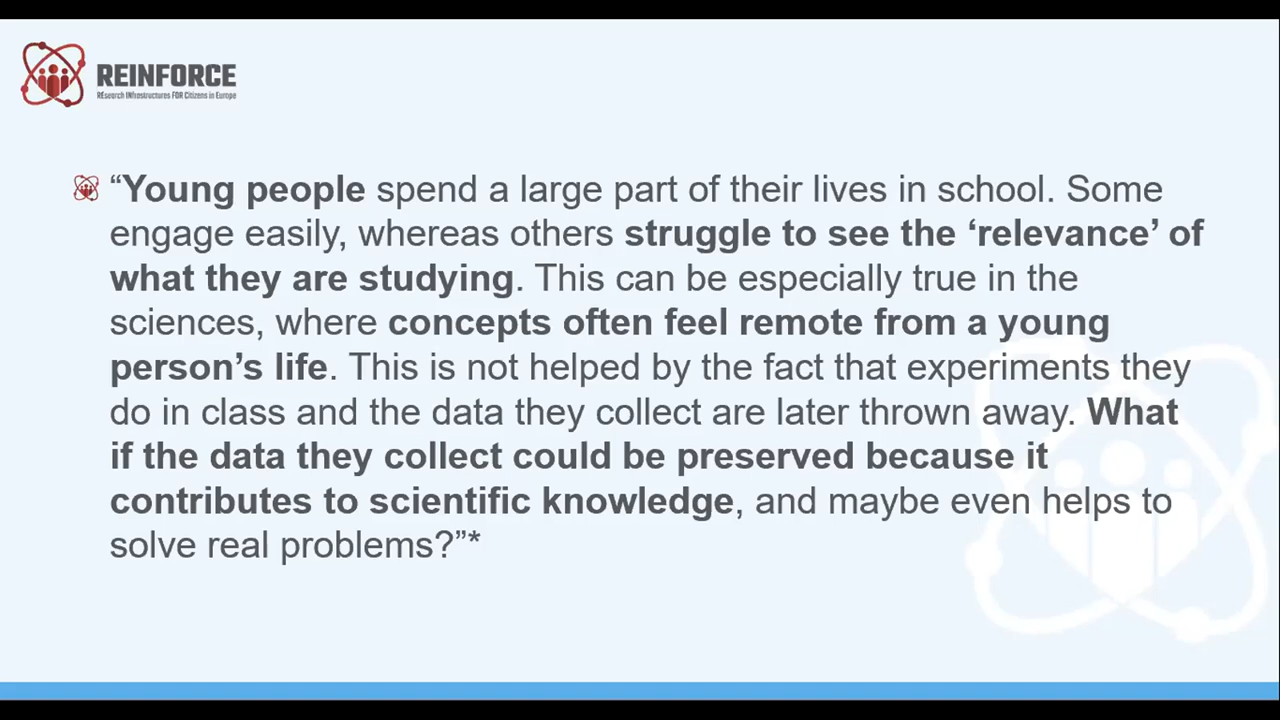 REINFORCE
REsearch INfrastructures FOR Citizens in Europe
“Young people spend a large part of their lives in school. Some
engage easily, whereas others struggle to see the ‘relevance’ of
what they are studying. This can be especially true in the
sciences, where concepts often feel remote from a young
person’s life. This is not helped by the fact that experiments they
do in class and the data they collect are later thrown away. What
if the data they collect could be preserved because it
contributes to scientific knowledge, and maybe even helps to
solve real problems?”*